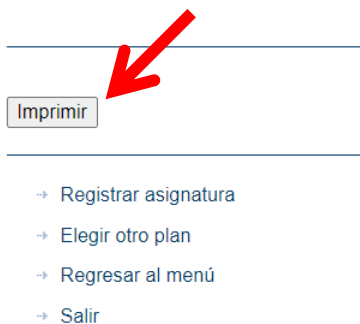 Imprimir
Registrar asignatura
Elegir otro plan
Regresar al menú
Salir